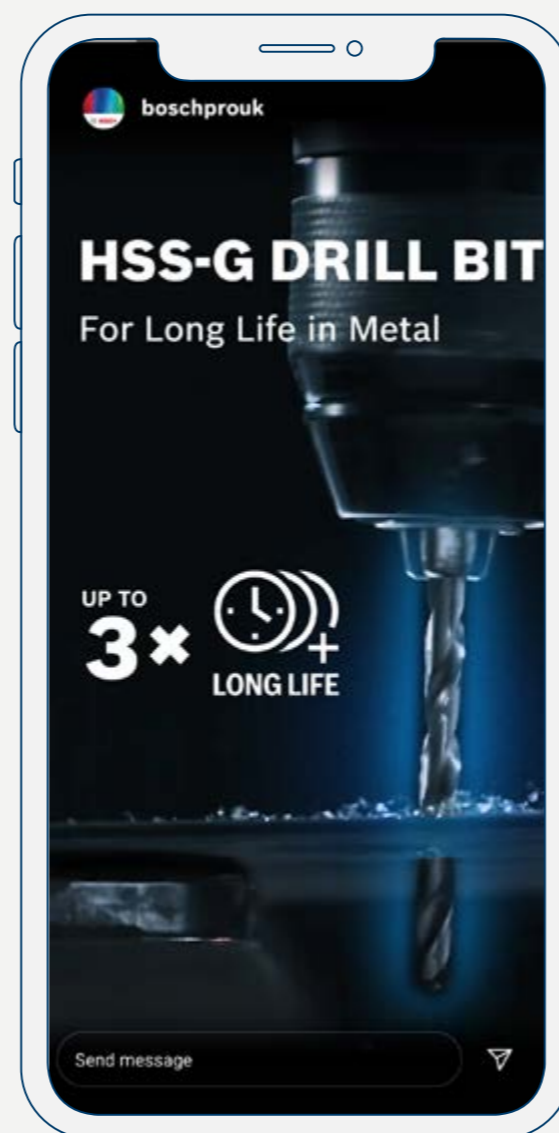 boschprouk
HSS-G DRILL BIT
For Long Life in Metal
UP TO
3×
LONG LIFE
Send message